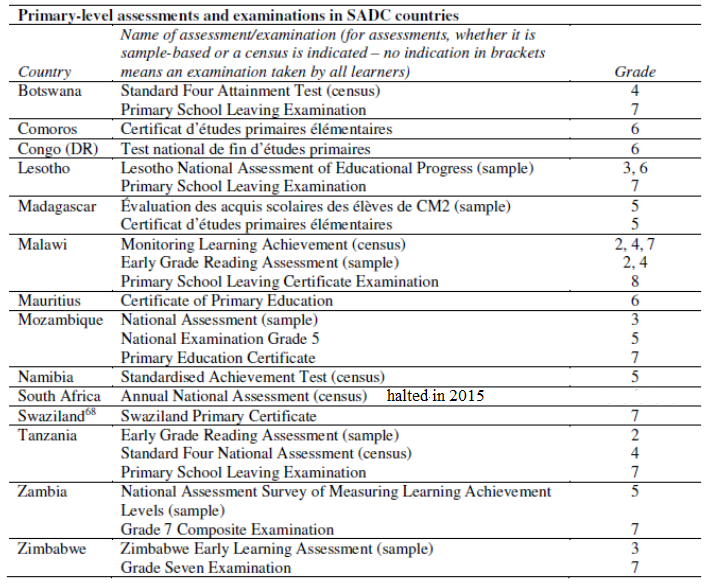 Primary-level assessments and examinations in SADC countries
Name of assessment/examination (for assessments, whether it is
sample-based or a census is indicated – no indication in brackets
Country means an examination taken by all learners) Grade
Botswana Standard Four Attainment Test (census) 4
Primary School Leaving Examination 7
Comoros Certificat d’études primaires élémentaires 6
Congo (DR) Test national de fin d’études primaires 6
Lesotho Lesotho National Assessment of Educational Progress (sample) 3, 6
Primary School Leaving Examination 7
Madagascar Évaluation des acquis scolaires des élèves de CM2 (sample) 5
Certificat d’études primaires élémentaires 5
Malawi Monitoring Learning Achievement (census) 2, 4, 7
Early Grade Reading Assessment (sample) 2, 4
Primary School Leaving Certificate Examination 8
Mauritius Certificate of Primary Education 6
Mozambique National Assessment (sample) 3
National Examination Grade 5 5
Primary Education Certificate 7
Namibia Standardised Achievement Test (census) 5
South Africa Annual National Assessment (census) halted in 2015
Swaziland68 Swaziland Primary Certificate 7
Tanzania Early Grade Reading Assessment (sample) 2
Standard Four National Assessment (census) 4
Primary School Leaving Examination 7
Zambia National Assessment Survey of Measuring Learning Achievement 5
Levels (sample)
Grade 7 Composite Examination 7
Zimbabwe Zimbabwe Early Learning Assessment (sample) 3
Grade Seven Examination 7